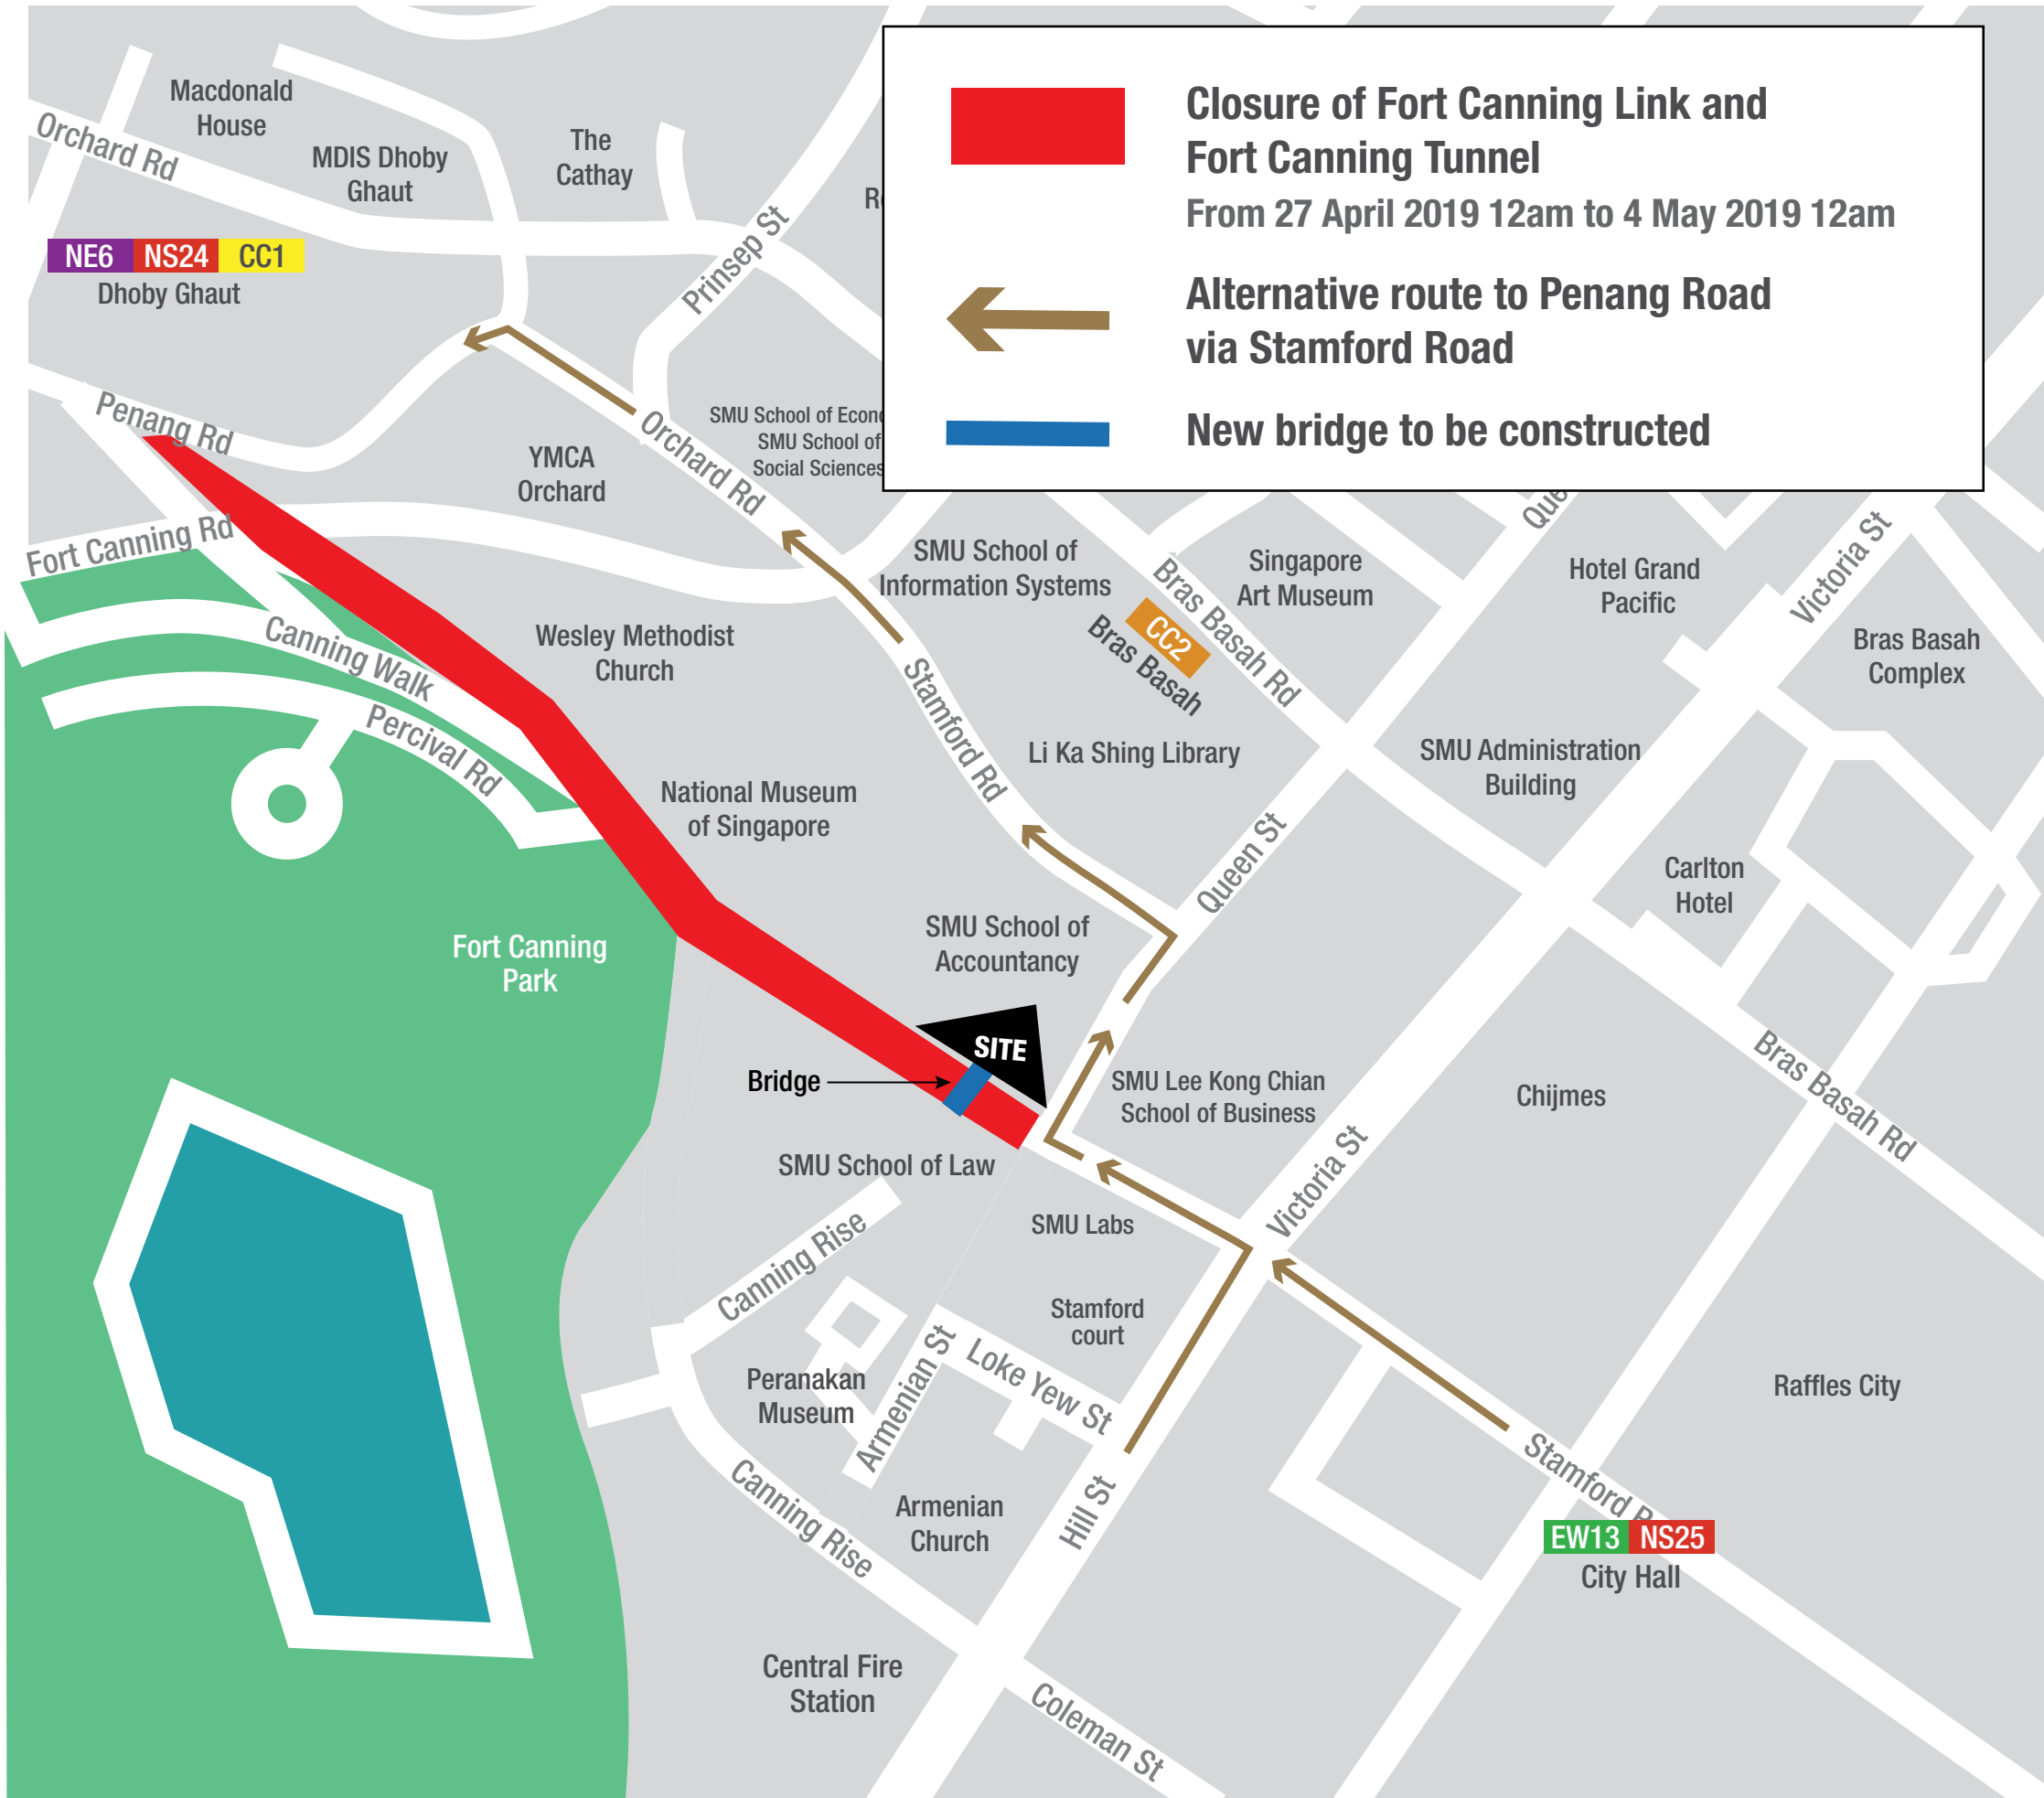 Closure of Fort Canning Link and
Fort Canning Tunnel
From 27 April 2019 12am to 4 May 2019 12am
Alternative route to Penang Road
via Stamford Road
New bridge to be constructed
Macdonald
House
Orchard Rd
MDIS Dhoby
Ghaut
The
Cathay
NE6 NS24 CC1
Dhoby Ghaut
Prinsep St
Penang Rd
YMCA
Orchard
Orchard Rd
SMU School of
Social Sciences
Fort Canning Rd
SMU School of
Information Systems
Singapore
Art Museum
Hotel Grand
Pacific
Victoria St
Bras Basah
Complex
CC2
Bras Basah
Bras Basah Rd
Canning Walk
Wesley Methodist
Church
Percival Rd
Stamford Rd
Li Ka Shing Library
SMU Administration
Building
National Museum
of Singapore
Queen St
Carlton
Hotel
Fort Canning
Park
SMU School of
Accountancy
SITE
Bridge
SMU Lee Kong Chian
School of Business
Chijmes
Bras Basah Rd
SMU School of Law
Victoria St
SMU Labs
Canning Rise
Stamford
court
Loke Yew St
Armenian St
Peranakan
Museum
Raffles City
Stamford
EW13 NS25
City Hall
Canning Rise
Armenian
Church
Hill St
Central Fire
Station
Coleman St